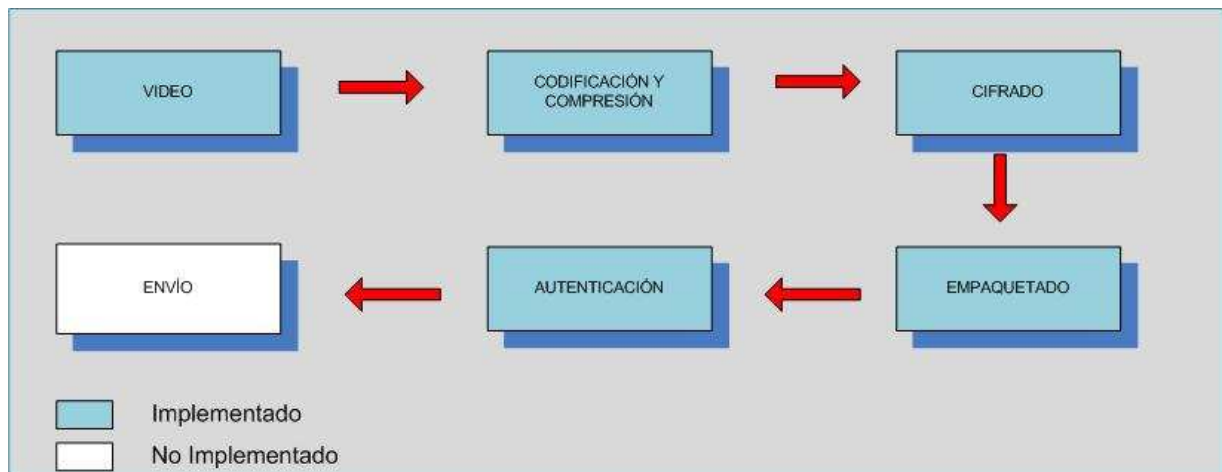 VIDEO
CODIFICACIÓN Y
COMPRESIÓN
CIFRADO
ENVÍO
AUTENTICACIÓN
EMPAQUETADO
Implementado
No Implementado